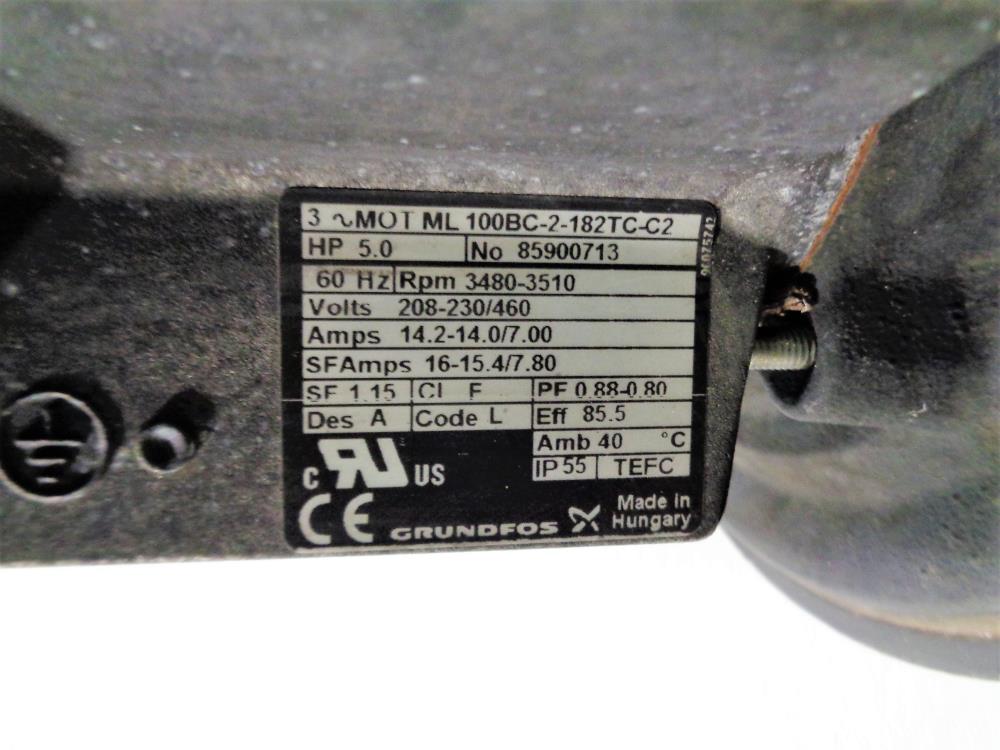 3 ∿MOT ML 100BC-2-182TC-C2
HP 5.0 No 85900713
60 Hz Rpm 3480-3510
Volts 208-230/460
Amps 14.2-14.0/7.00
SFAmps 16-15.4/7.80
SF 1.15 Cl F PF 0.88-0.80
Des A Code L Eff 85.5
Amb 40 °C
IP 55 TEFC
C RU US
CE GRUNDFOS Made in
Hungary